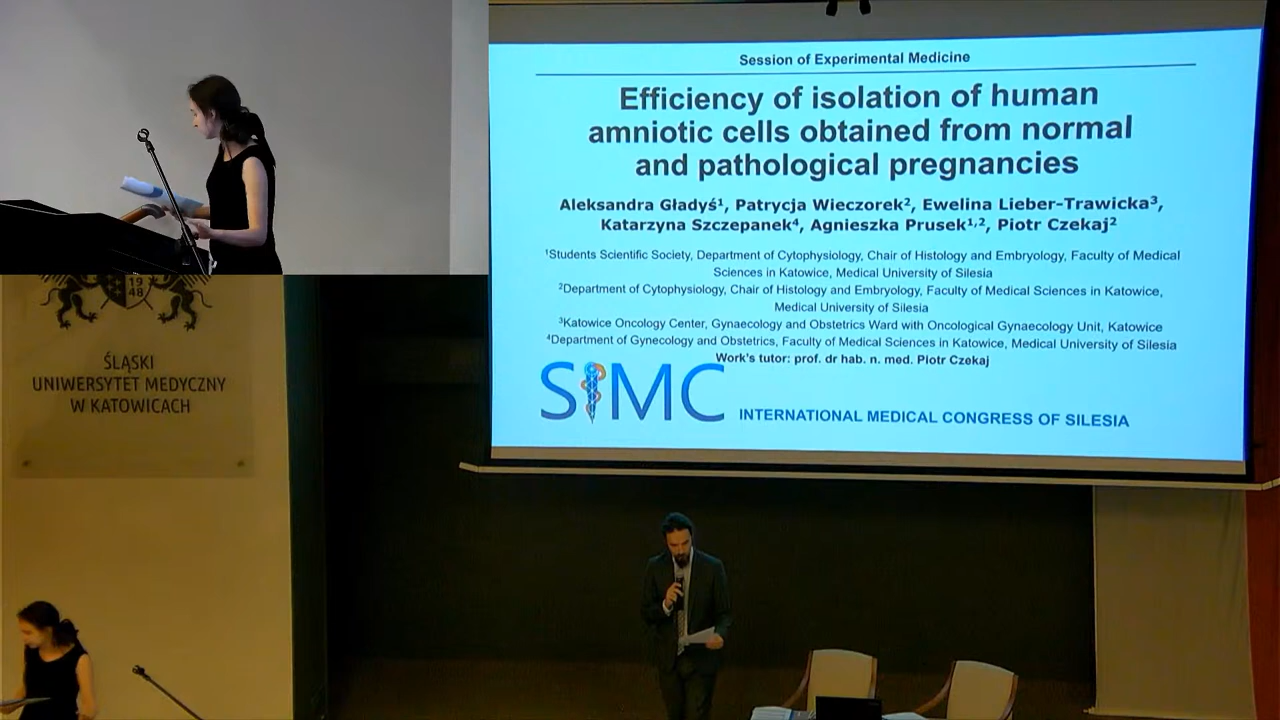 Session of Experimental Medicine
Efficiency of isolation of human
amniotic cells obtained from normal
and pathological pregnancies
Aleksandra Gładyś¹, Patrycja Wieczorek², Ewelina Lieber-Trawicka³,
Katarzyna Szczepanek⁴, Agnieszka Prusek¹·², Piotr Czekaj²
¹Students Scientific Society, Department of Cytophysiology, Chair of Histology and Embryology, Faculty of Medical
Sciences in Katowice, Medical University of Silesia
²Department of Cytophysiology, Chair of Histology and Embryology, Faculty of Medical Sciences in Katowice,
Medical University of Silesia
³Katowice Oncology Center, Gynaecology and Obstetrics Ward with Oncological Gynaecology Unit, Katowice
⁴Department of Gynecology and Obstetrics, Faculty of Medical Sciences in Katowice, Medical University of Silesia
Work's tutor: prof. dr hab. n. med. Piotr Czekaj
SIMC INTERNATIONAL MEDICAL CONGRESS OF SILESIA
19
48
ŚLĄSKI
UNIWERSYTET MEDYCZNY
W KATOWICACH